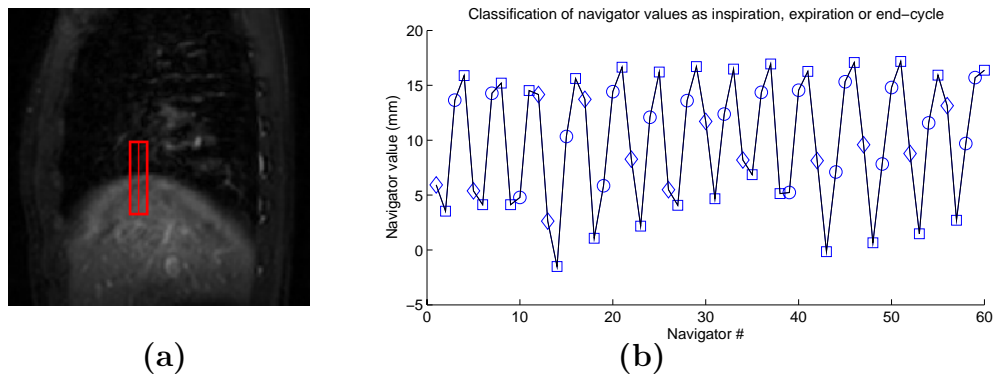 Classification of navigator values as inspiration, expiration or end−cycle
20
15
10
5
0
−5
Navigator value (mm)
0 10 20 30 40 50 60
Navigator #
(a) (b)